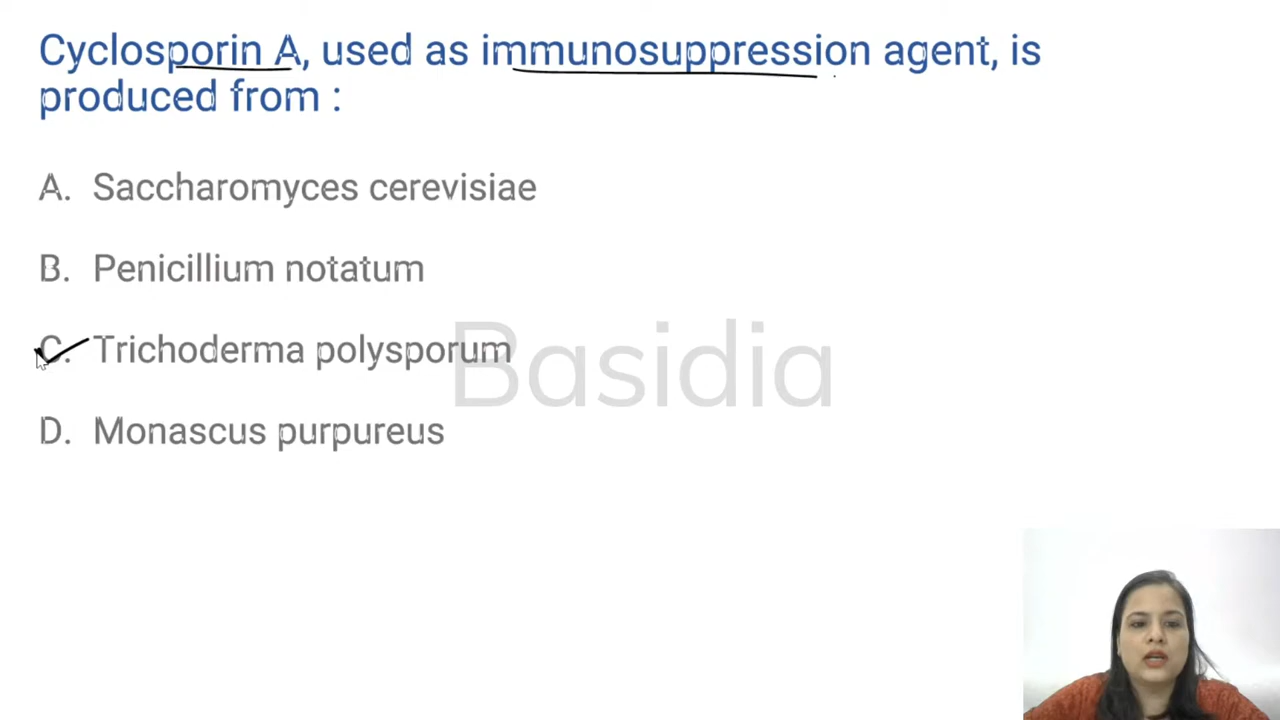 Cyclosporin A, used as immunosuppression agent, is
produced from :
A. Saccharomyces cerevisiae
B. Penicillium notatum
C. Trichoderma polysporum
D. Monascus purpureus
Basidia